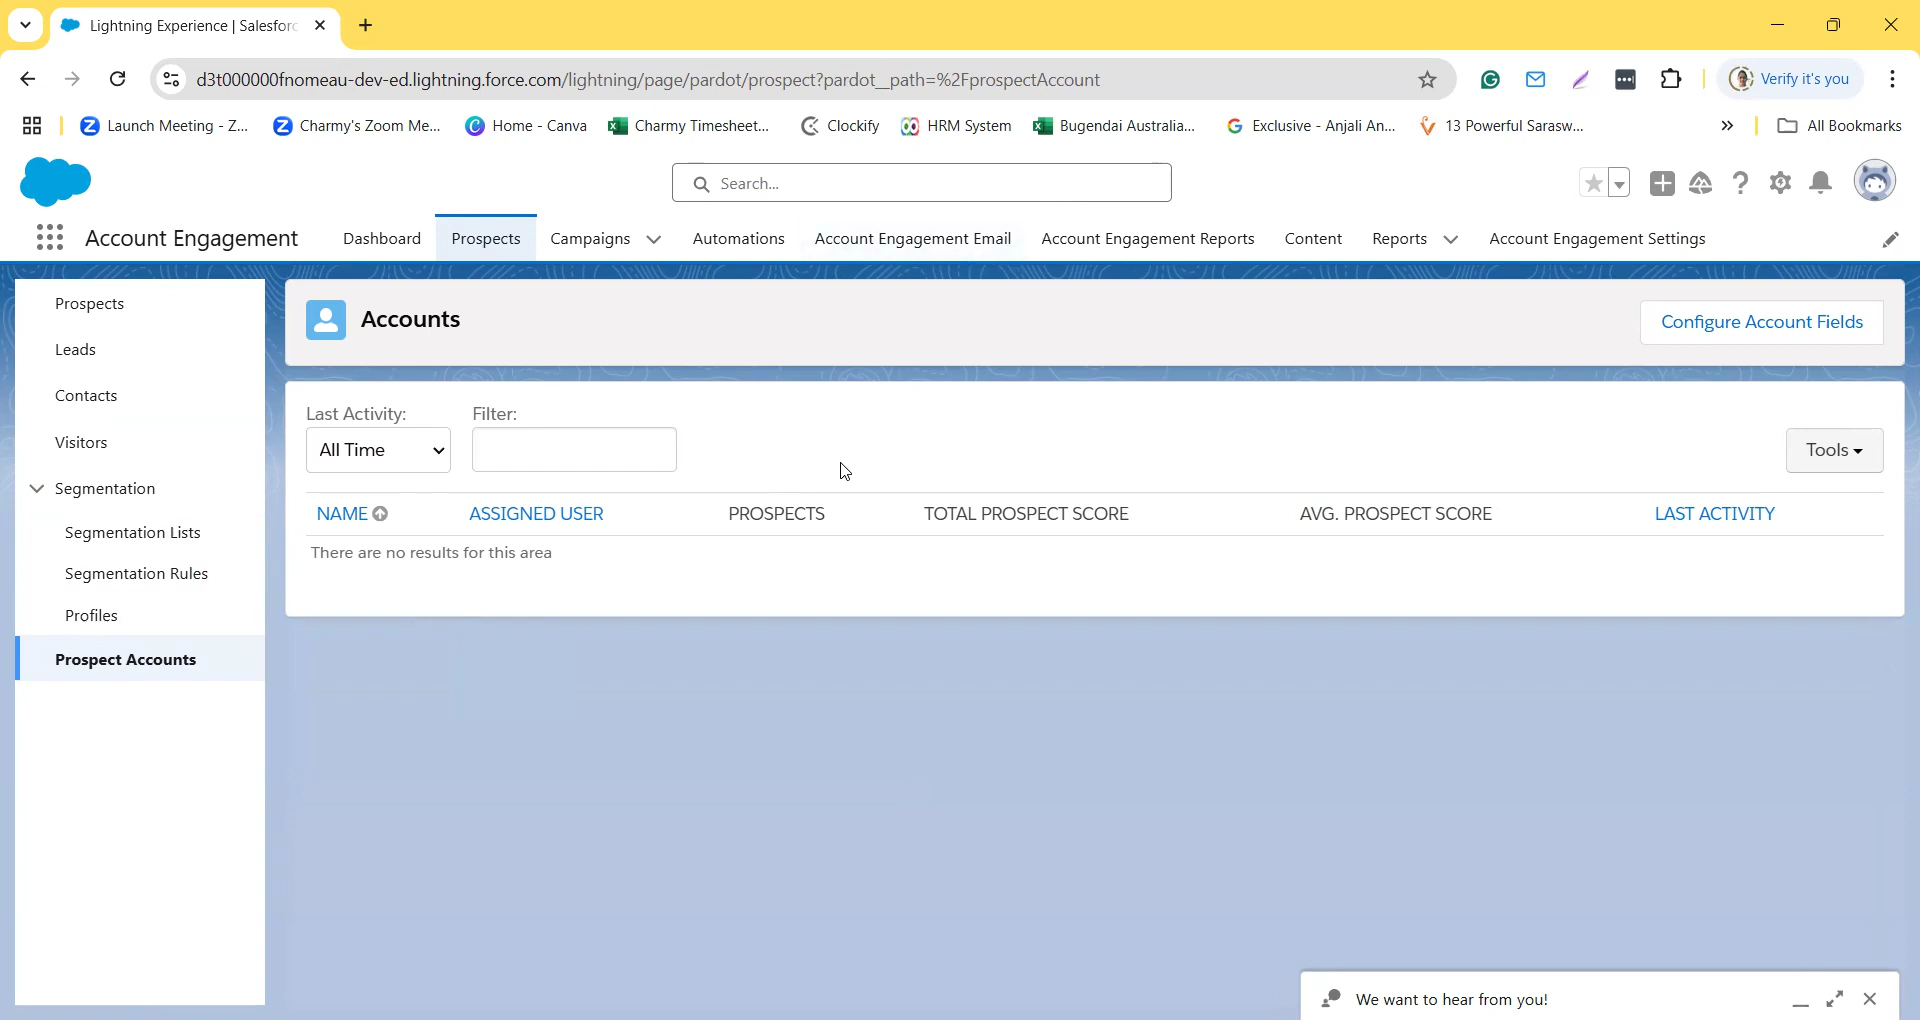 Lightning Experience | Salesforc
d3t000000fnomeau-dev-ed.lightning.force.com/lightning/page/pardot/prospect?pardot__path=%2FprospectAccount
Verify it's you
Launch Meeting - Z... Charmy's Zoom Me... Home - Canva Charmy Timesheet... Clockify HRM System Bugendai Australia... Exclusive - Anjali An... 13 Powerful Sarasw... All Bookmarks
Search...
Account Engagement Dashboard Prospects Campaigns Automations Account Engagement Email Account Engagement Reports Content Reports Account Engagement Settings
Prospects
Leads
Contacts
Visitors
Segmentation
Segmentation Lists
Segmentation Rules
Profiles
Prospect Accounts
Accounts
Configure Account Fields
Last Activity: Filter:
All Time
Tools
NAME ASSIGNED USER PROSPECTS TOTAL PROSPECT SCORE AVG. PROSPECT SCORE LAST ACTIVITY
There are no results for this area
We want to hear from you!